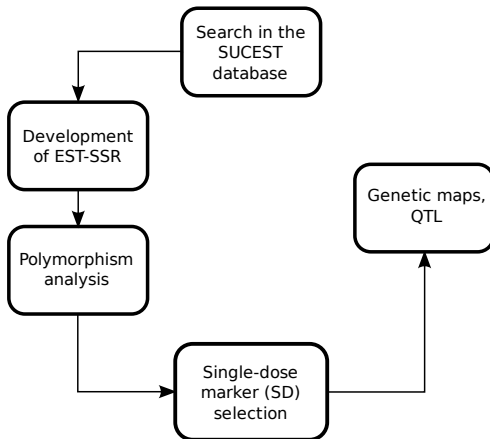 Search in the
SUCEST
database
Development
of EST-SSR
Polymorphism
analysis
Single-dose
marker (SD)
selection
Genetic maps,
QTL